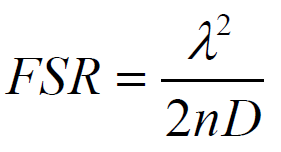 FSR = λ² / 2nD